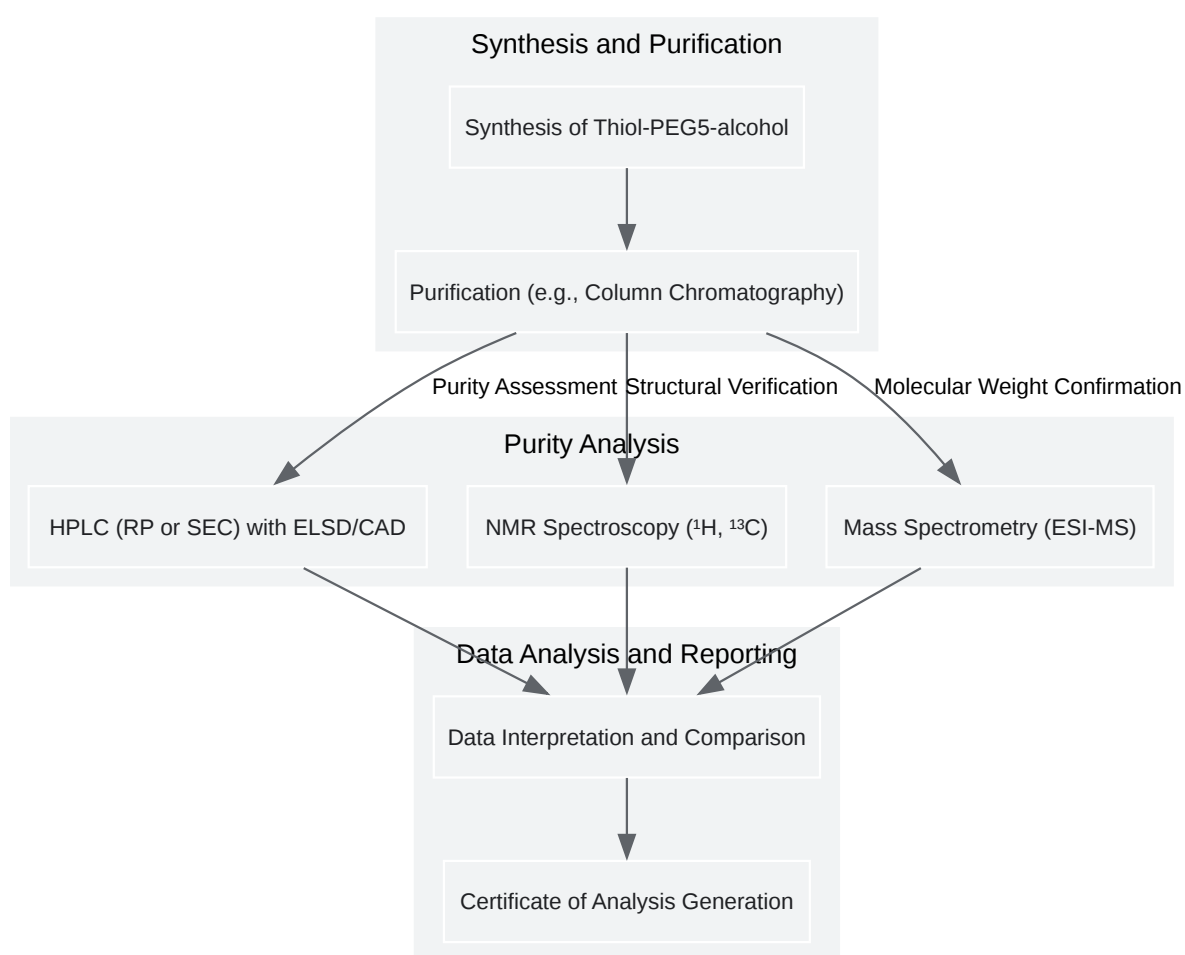 Synthesis and Purification
Synthesis of Thiol-PEG5-alcohol
Purification (e.g., Column Chromatography)
Purity Assessment
Structural Verification
Molecular Weight Confirmation
Purity Analysis
HPLC (RP or SEC) with ELSD/CAD
NMR Spectroscopy (¹H, ¹³C)
Mass Spectrometry (ESI-MS)
Data Analysis and Reporting
Data Interpretation and Comparison
Certificate of Analysis Generation